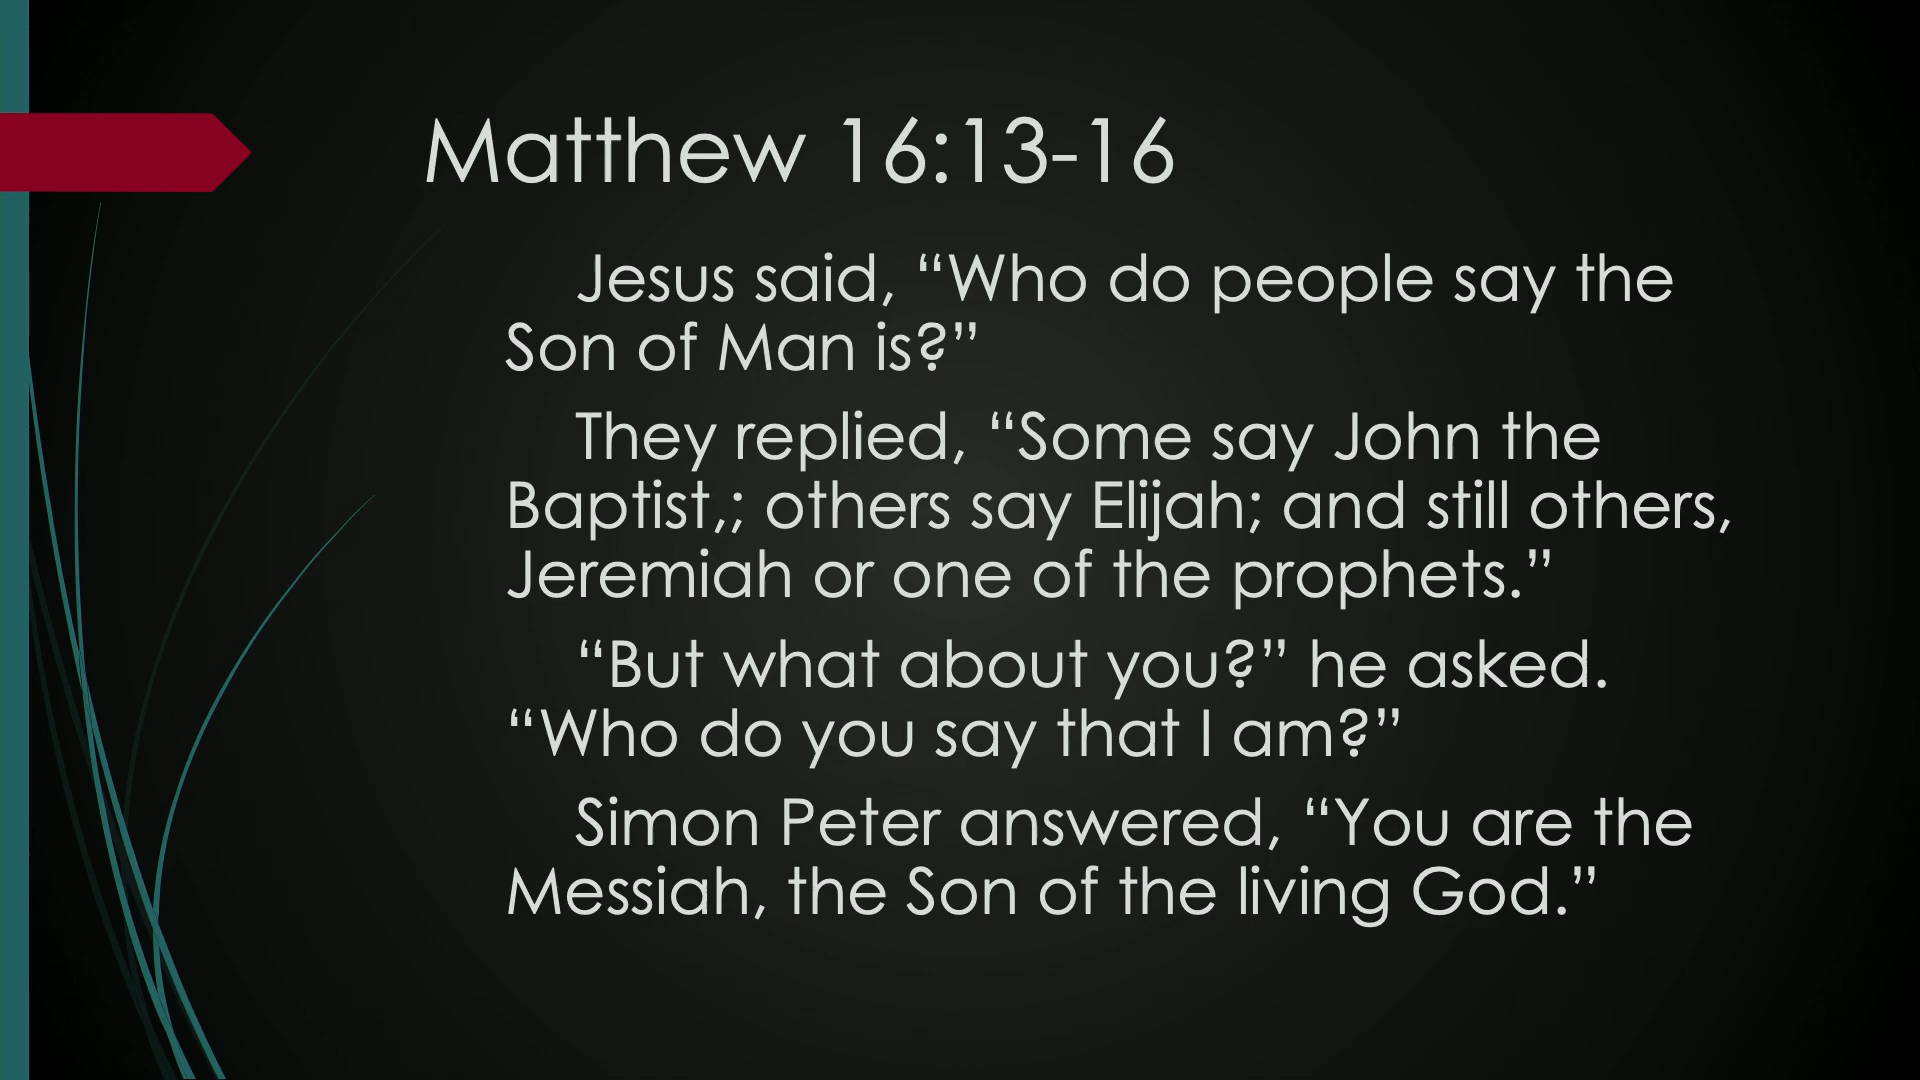 Matthew 16:13-16
Jesus said, “Who do people say the
Son of Man is?”
They replied, “Some say John the
Baptist,; others say Elijah; and still others,
Jeremiah or one of the prophets.”
“But what about you?” he asked.
“Who do you say that I am?”
Simon Peter answered, “You are the
Messiah, the Son of the living God.”